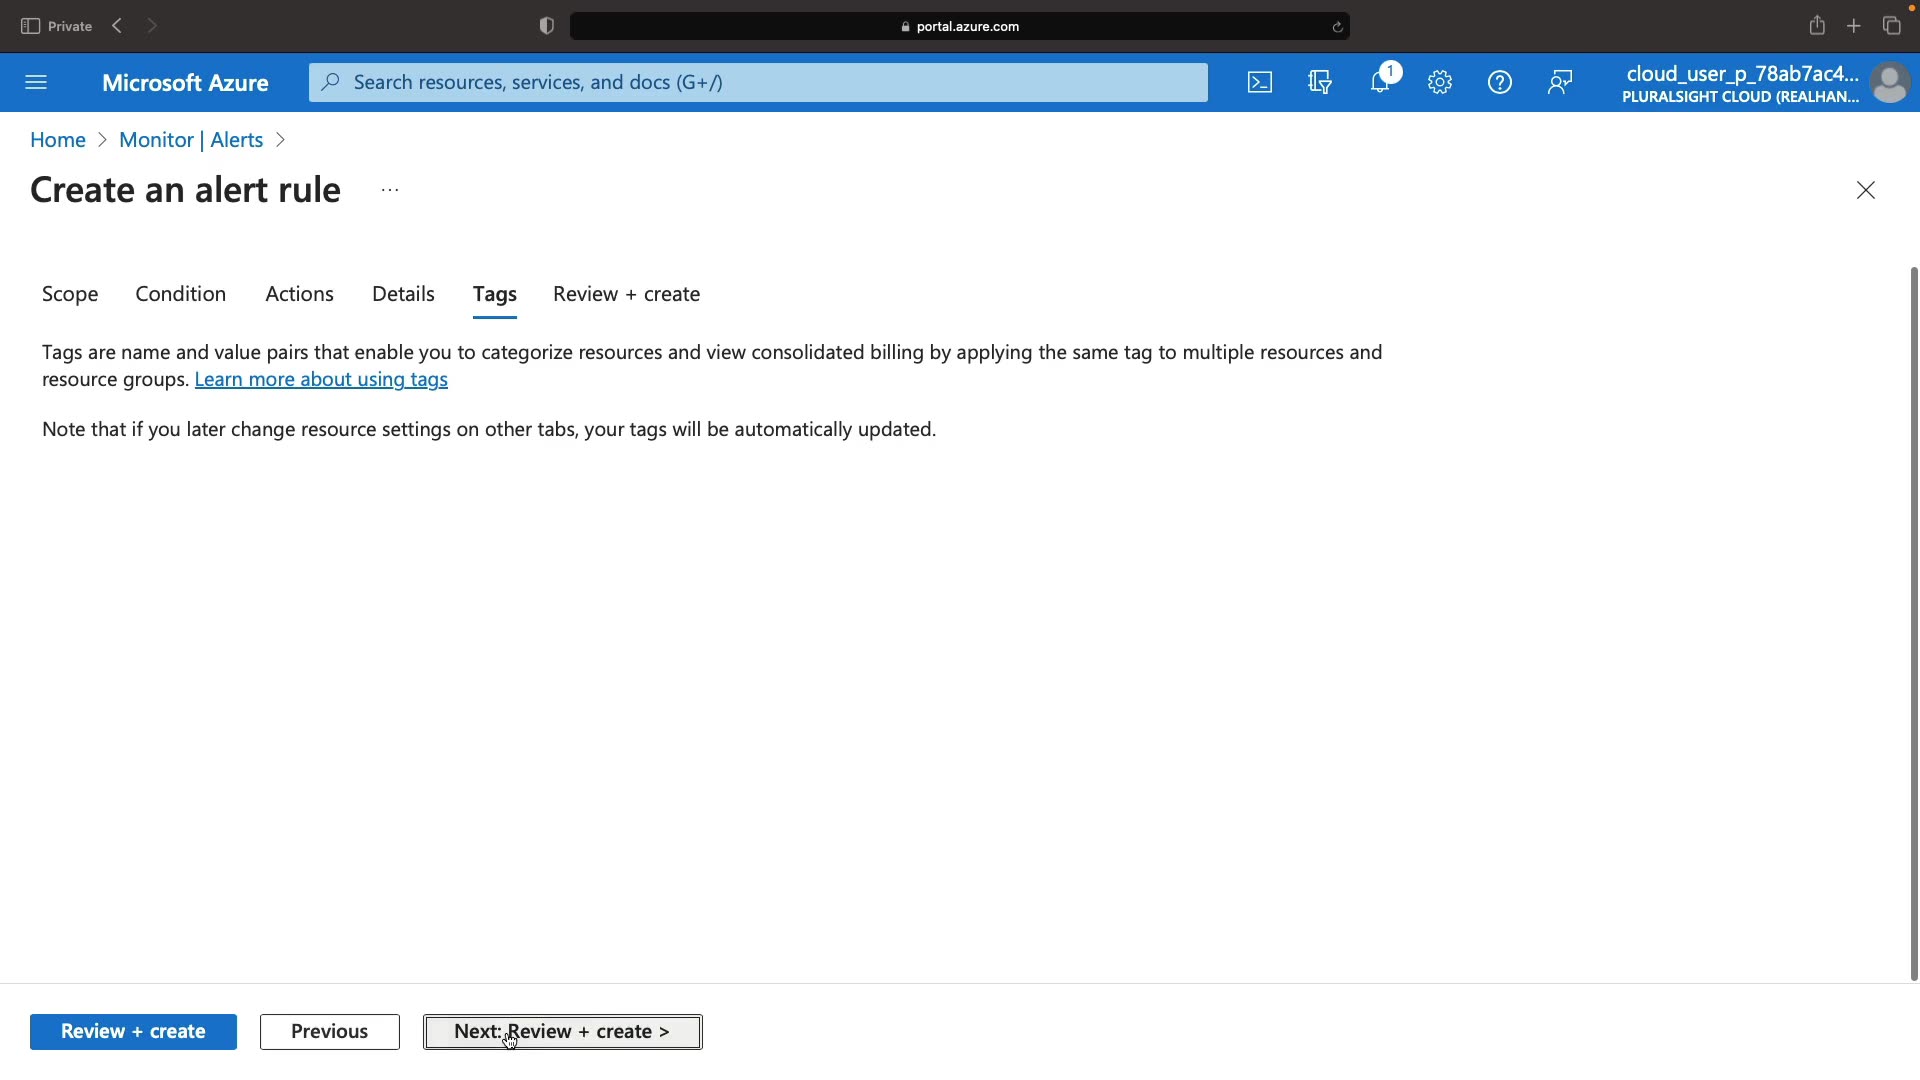 Private
portal.azure.com
Microsoft Azure
Search resources, services, and docs (G+/)
1
cloud_user_p_78ab7ac4...
PLURALSIGHT CLOUD (REALHAN...
Home > Monitor | Alerts >
Create an alert rule ...
Scope Condition Actions Details Tags Review + create
Tags are name and value pairs that enable you to categorize resources and view consolidated billing by applying the same tag to multiple resources and
resource groups. Learn more about using tags
Note that if you later change resource settings on other tabs, your tags will be automatically updated.
Review + create Previous Next: Review + create >